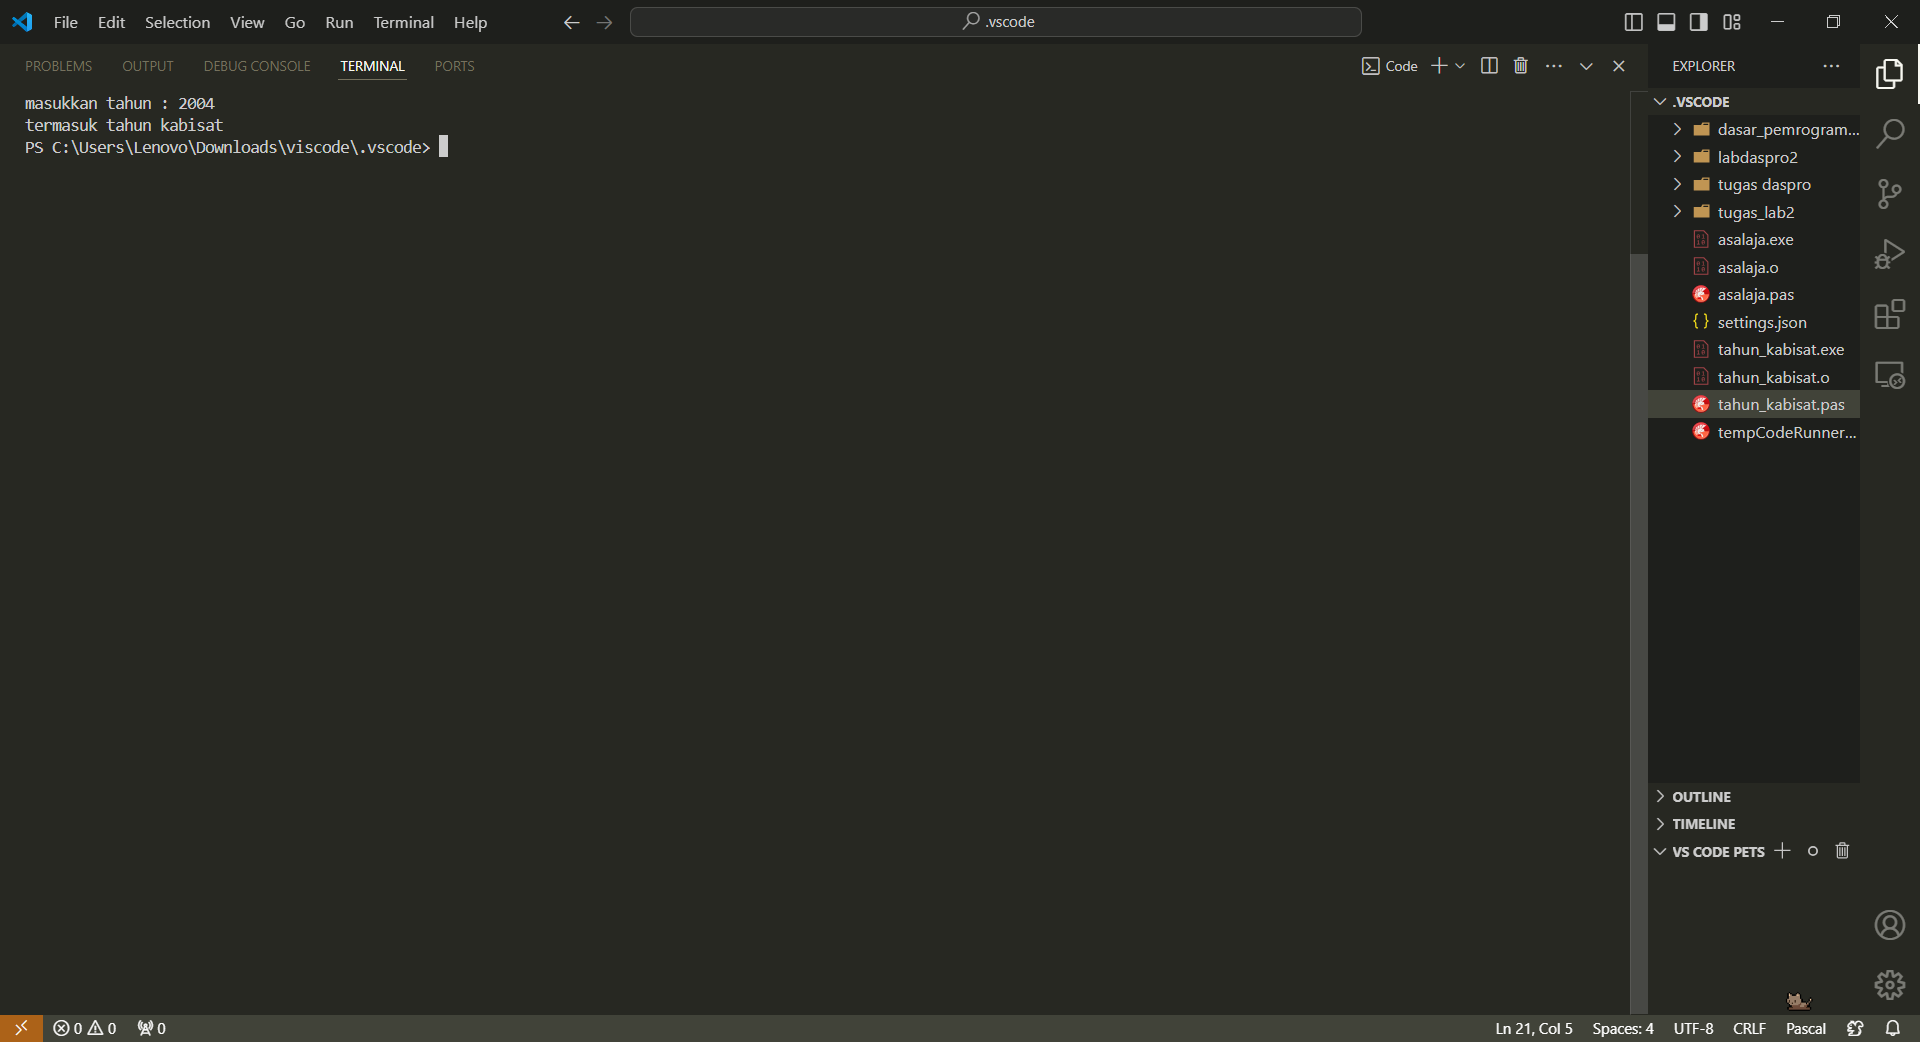 File Edit Selection View Go Run Terminal Help
.vscode
PROBLEMS OUTPUT DEBUG CONSOLE TERMINAL PORTS
Code
masukkan tahun : 2004
termasuk tahun kabisat
PS C:\Users\Lenovo\Downloads\viscode\.vscode>
EXPLORER
.VSCODE
dasar_pemrogram...
labdaspro2
tugas daspro
tugas_lab2
asalaja.exe
asalaja.o
asalaja.pas
settings.json
tahun_kabisat.exe
tahun_kabisat.o
tahun_kabisat.pas
tempCodeRunner...
OUTLINE
TIMELINE
VS CODE PETS
0 0 0
Ln 21, Col 5 Spaces: 4 UTF-8 CRLF Pascal